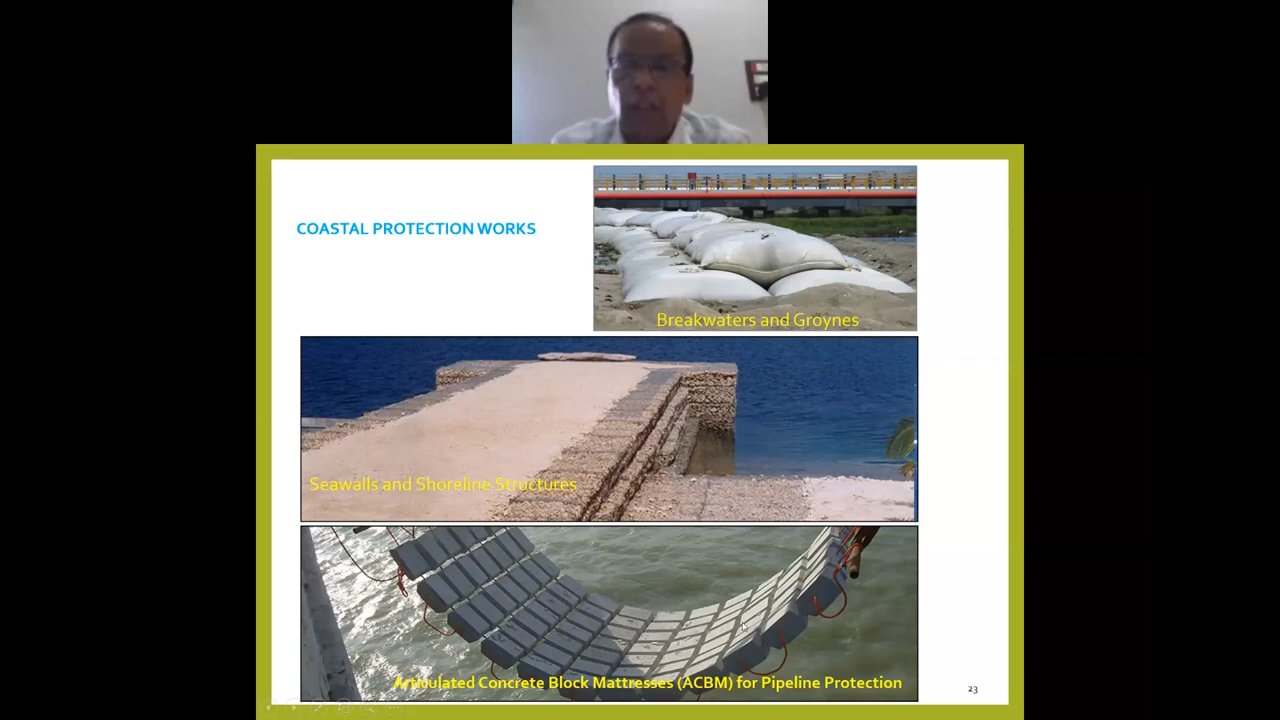 COASTAL PROTECTION WORKS
Breakwaters and Groynes
Seawalls and Shoreline Structures
Articulated Concrete Block Mattresses (ACBM) for Pipeline Protection
23